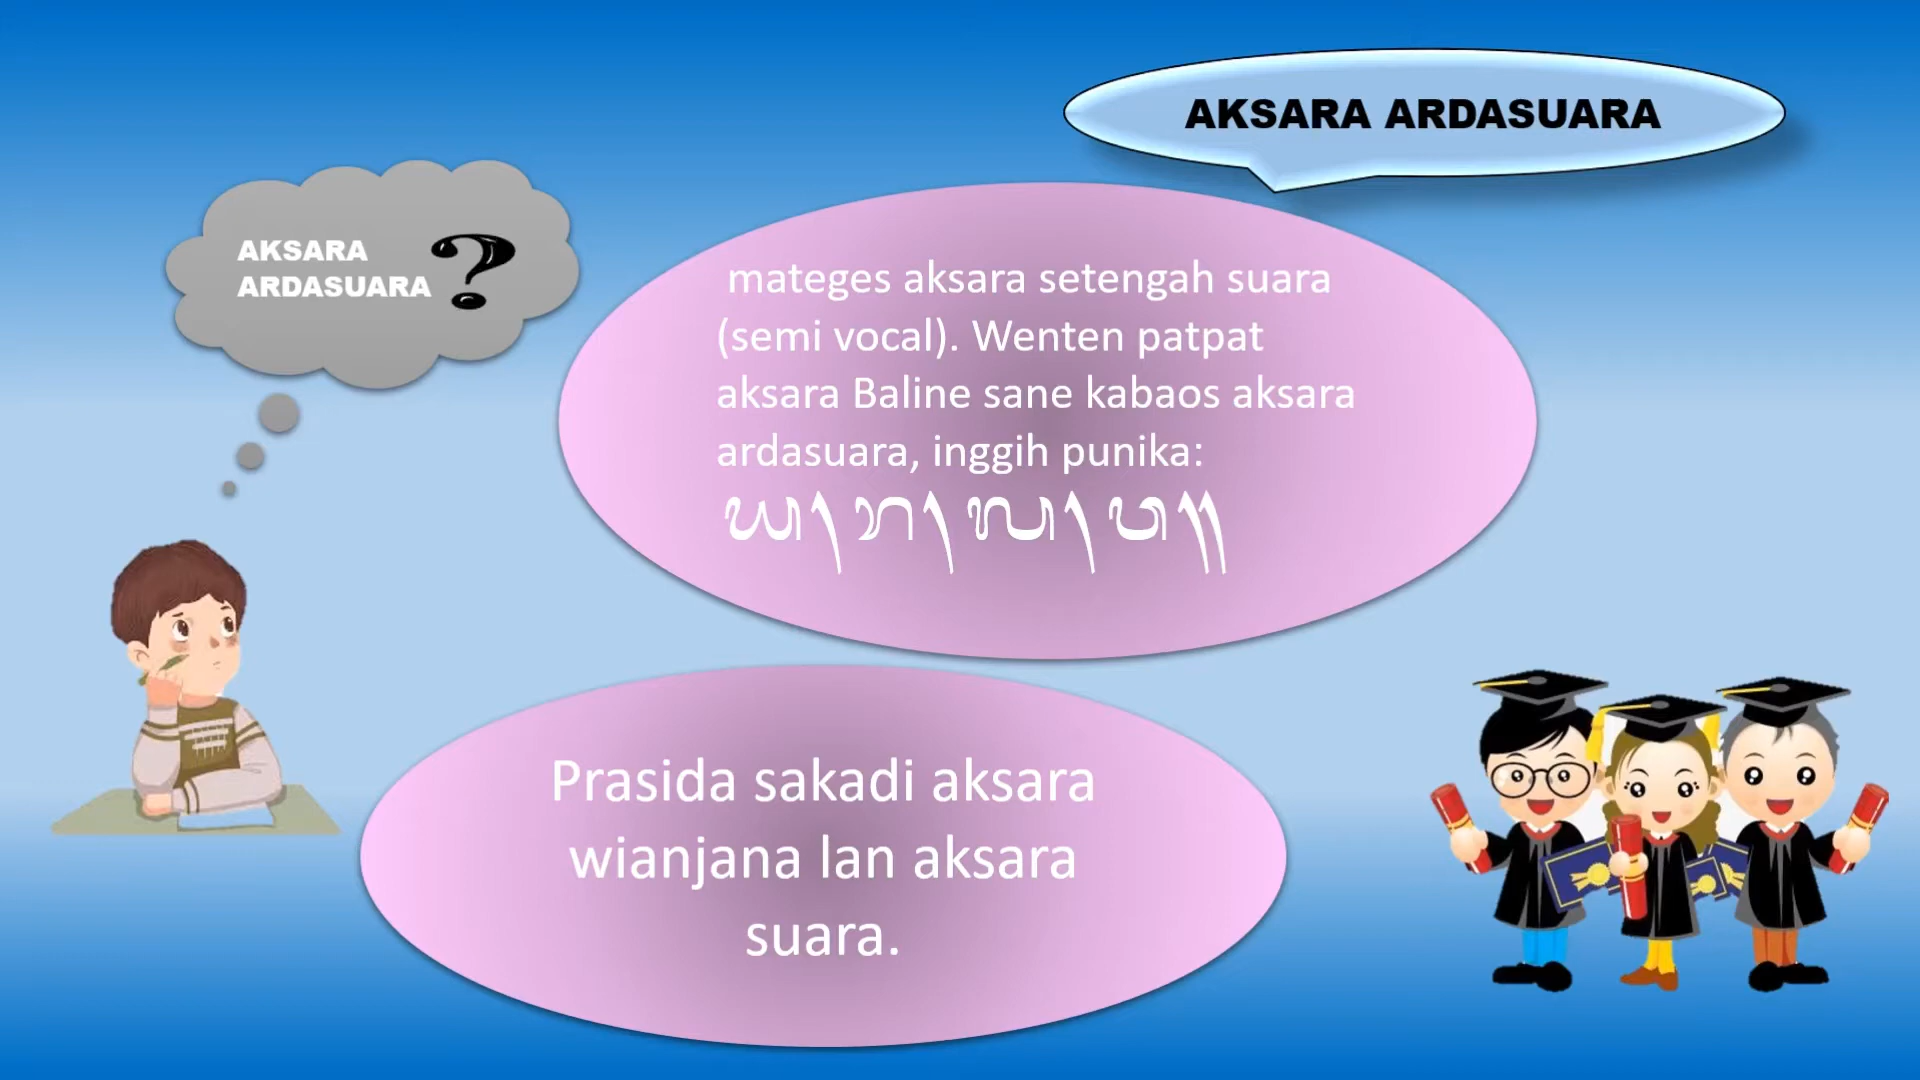 AKSARA ARDASUARA
AKSARA
ARDASUARA ?
mateges aksara setengah suara
(semi vocal). Wenten patpat
aksara Baline sane kabaos aksara
ardasuara, inggih punika:
ᬬ᭞ᬭ᭞ᬮ᭞ᬯ᭟
Prasida sakadi aksara
wianjana lan aksara
suara.